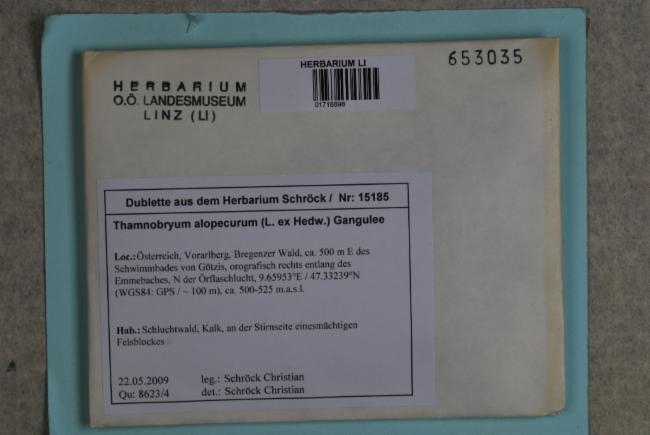 HERBARIUM
O.Ö. LANDESMUSEUM
LINZ (LI)
HERBARIUM LI
01718898
653035
Dublette aus dem Herbarium Schröck / Nr: 15185
Thamnobryum alopecurum (L. ex Hedw.) Gangulee
Loc.: Österreich, Vorarlberg, Bregenzer Wald, ca. 500 m E des
Schwimmbades von Götzis, orografisch rechts entlang des
Emmebaches, N der Örflaschlucht, 9.65953°E / 47.33239°N
(WGS84: GPS / ~ 100 m), ca. 500-525 m.a.s.l.
Hab.: Schluchtwald, Kalk, an der Stirnseite einesmächtigen
Felsblockes
22.05.2009 leg.: Schröck Christian
Qu: 8623/4 det.: Schröck Christian